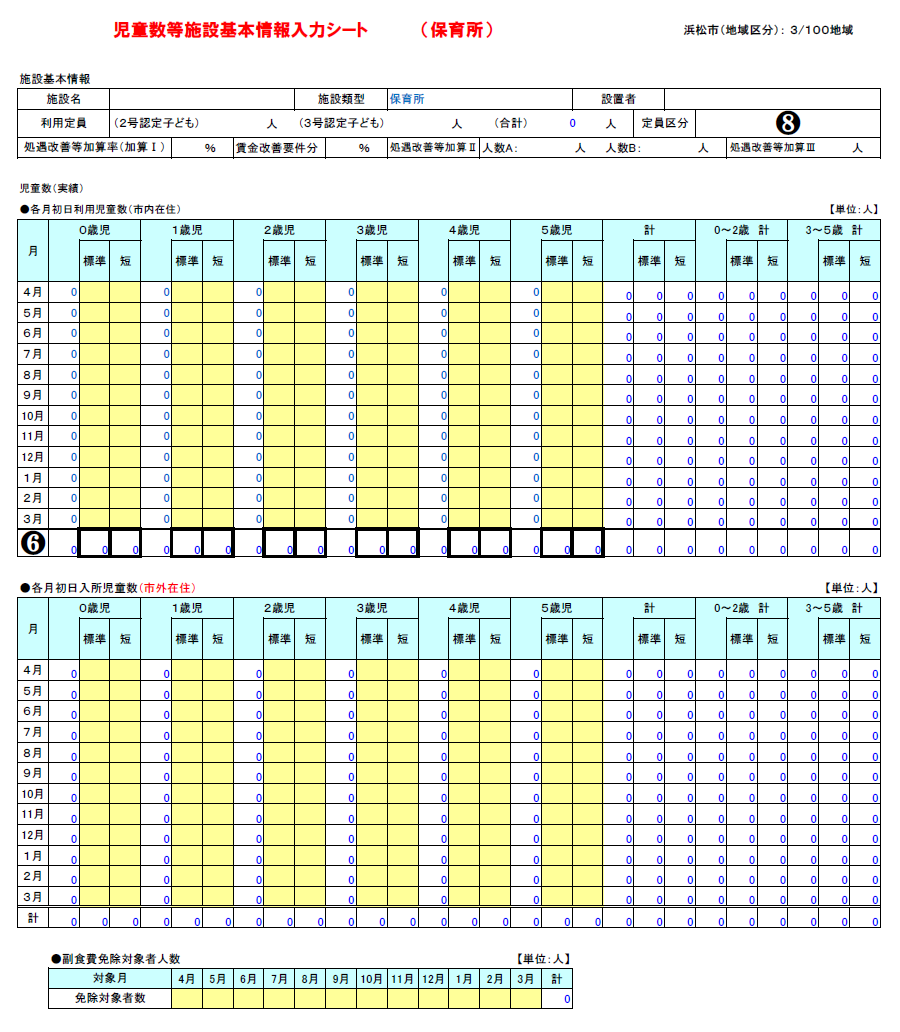 児童数等施設基本情報入力シート （保育所） 浜松市（地域区分）： 3/100地域
施設基本情報
施設名 施設類型 保育所 設置者
利用定員 （2号認定子ども） 人 （3号認定子ども） 人 （合計） 0 人 定員区分 ❽
処遇改善等加算率（加算Ⅰ） ％ 賃金改善要件分 ％ 処遇改善等加算Ⅱ 人数A： 人 人数B： 人 処遇改善等加算Ⅲ 人
児童数（実績）
●各月初日利用児童数（市内在住） 【単位：人】
月 0歳児 1歳児 2歳児 3歳児 4歳児 5歳児 計 0～2歳 計 3～5歳 計
標準 短 標準 短 標準 短 標準 短 標準 短 標準 短 標準 短 標準 短 標準 短
4月 0 0 0 0 0 0 0 0 0 0 0 0 0 0 0
5月 0 0 0 0 0 0 0 0 0 0 0 0 0 0 0
6月 0 0 0 0 0 0 0 0 0 0 0 0 0 0 0
7月 0 0 0 0 0 0 0 0 0 0 0 0 0 0 0
8月 0 0 0 0 0 0 0 0 0 0 0 0 0 0 0
9月 0 0 0 0 0 0 0 0 0 0 0 0 0 0 0
10月 0 0 0 0 0 0 0 0 0 0 0 0 0 0 0
11月 0 0 0 0 0 0 0 0 0 0 0 0 0 0 0
12月 0 0 0 0 0 0 0 0 0 0 0 0 0 0 0
1月 0 0 0 0 0 0 0 0 0 0 0 0 0 0 0
2月 0 0 0 0 0 0 0 0 0 0 0 0 0 0 0
3月 0 0 0 0 0 0 0 0 0 0 0 0 0 0 0
❻ 0 0 0 0 0 0 0 0 0 0 0 0 0 0 0 0 0 0 0 0 0 0 0 0 0 0 0
●各月初日入所児童数（市外在住） 【単位：人】
月 0歳児 1歳児 2歳児 3歳児 4歳児 5歳児 計 0～2歳 計 3～5歳 計
標準 短 標準 短 標準 短 標準 短 標準 短 標準 短 標準 短 標準 短 標準 短
4月 0 0 0 0 0 0 0 0 0 0 0 0 0 0 0
5月 0 0 0 0 0 0 0 0 0 0 0 0 0 0 0
6月 0 0 0 0 0 0 0 0 0 0 0 0 0 0 0
7月 0 0 0 0 0 0 0 0 0 0 0 0 0 0 0
8月 0 0 0 0 0 0 0 0 0 0 0 0 0 0 0
9月 0 0 0 0 0 0 0 0 0 0 0 0 0 0 0
10月 0 0 0 0 0 0 0 0 0 0 0 0 0 0 0
11月 0 0 0 0 0 0 0 0 0 0 0 0 0 0 0
12月 0 0 0 0 0 0 0 0 0 0 0 0 0 0 0
1月 0 0 0 0 0 0 0 0 0 0 0 0 0 0 0
2月 0 0 0 0 0 0 0 0 0 0 0 0 0 0 0
3月 0 0 0 0 0 0 0 0 0 0 0 0 0 0 0
計 0 0 0 0 0 0 0 0 0 0 0 0 0 0 0 0 0 0 0 0 0 0 0 0 0 0 0
●副食費免除対象者人数 【単位：人】
対象月 4月 5月 6月 7月 8月 9月 10月 11月 12月 1月 2月 3月 計
免除対象者数 0